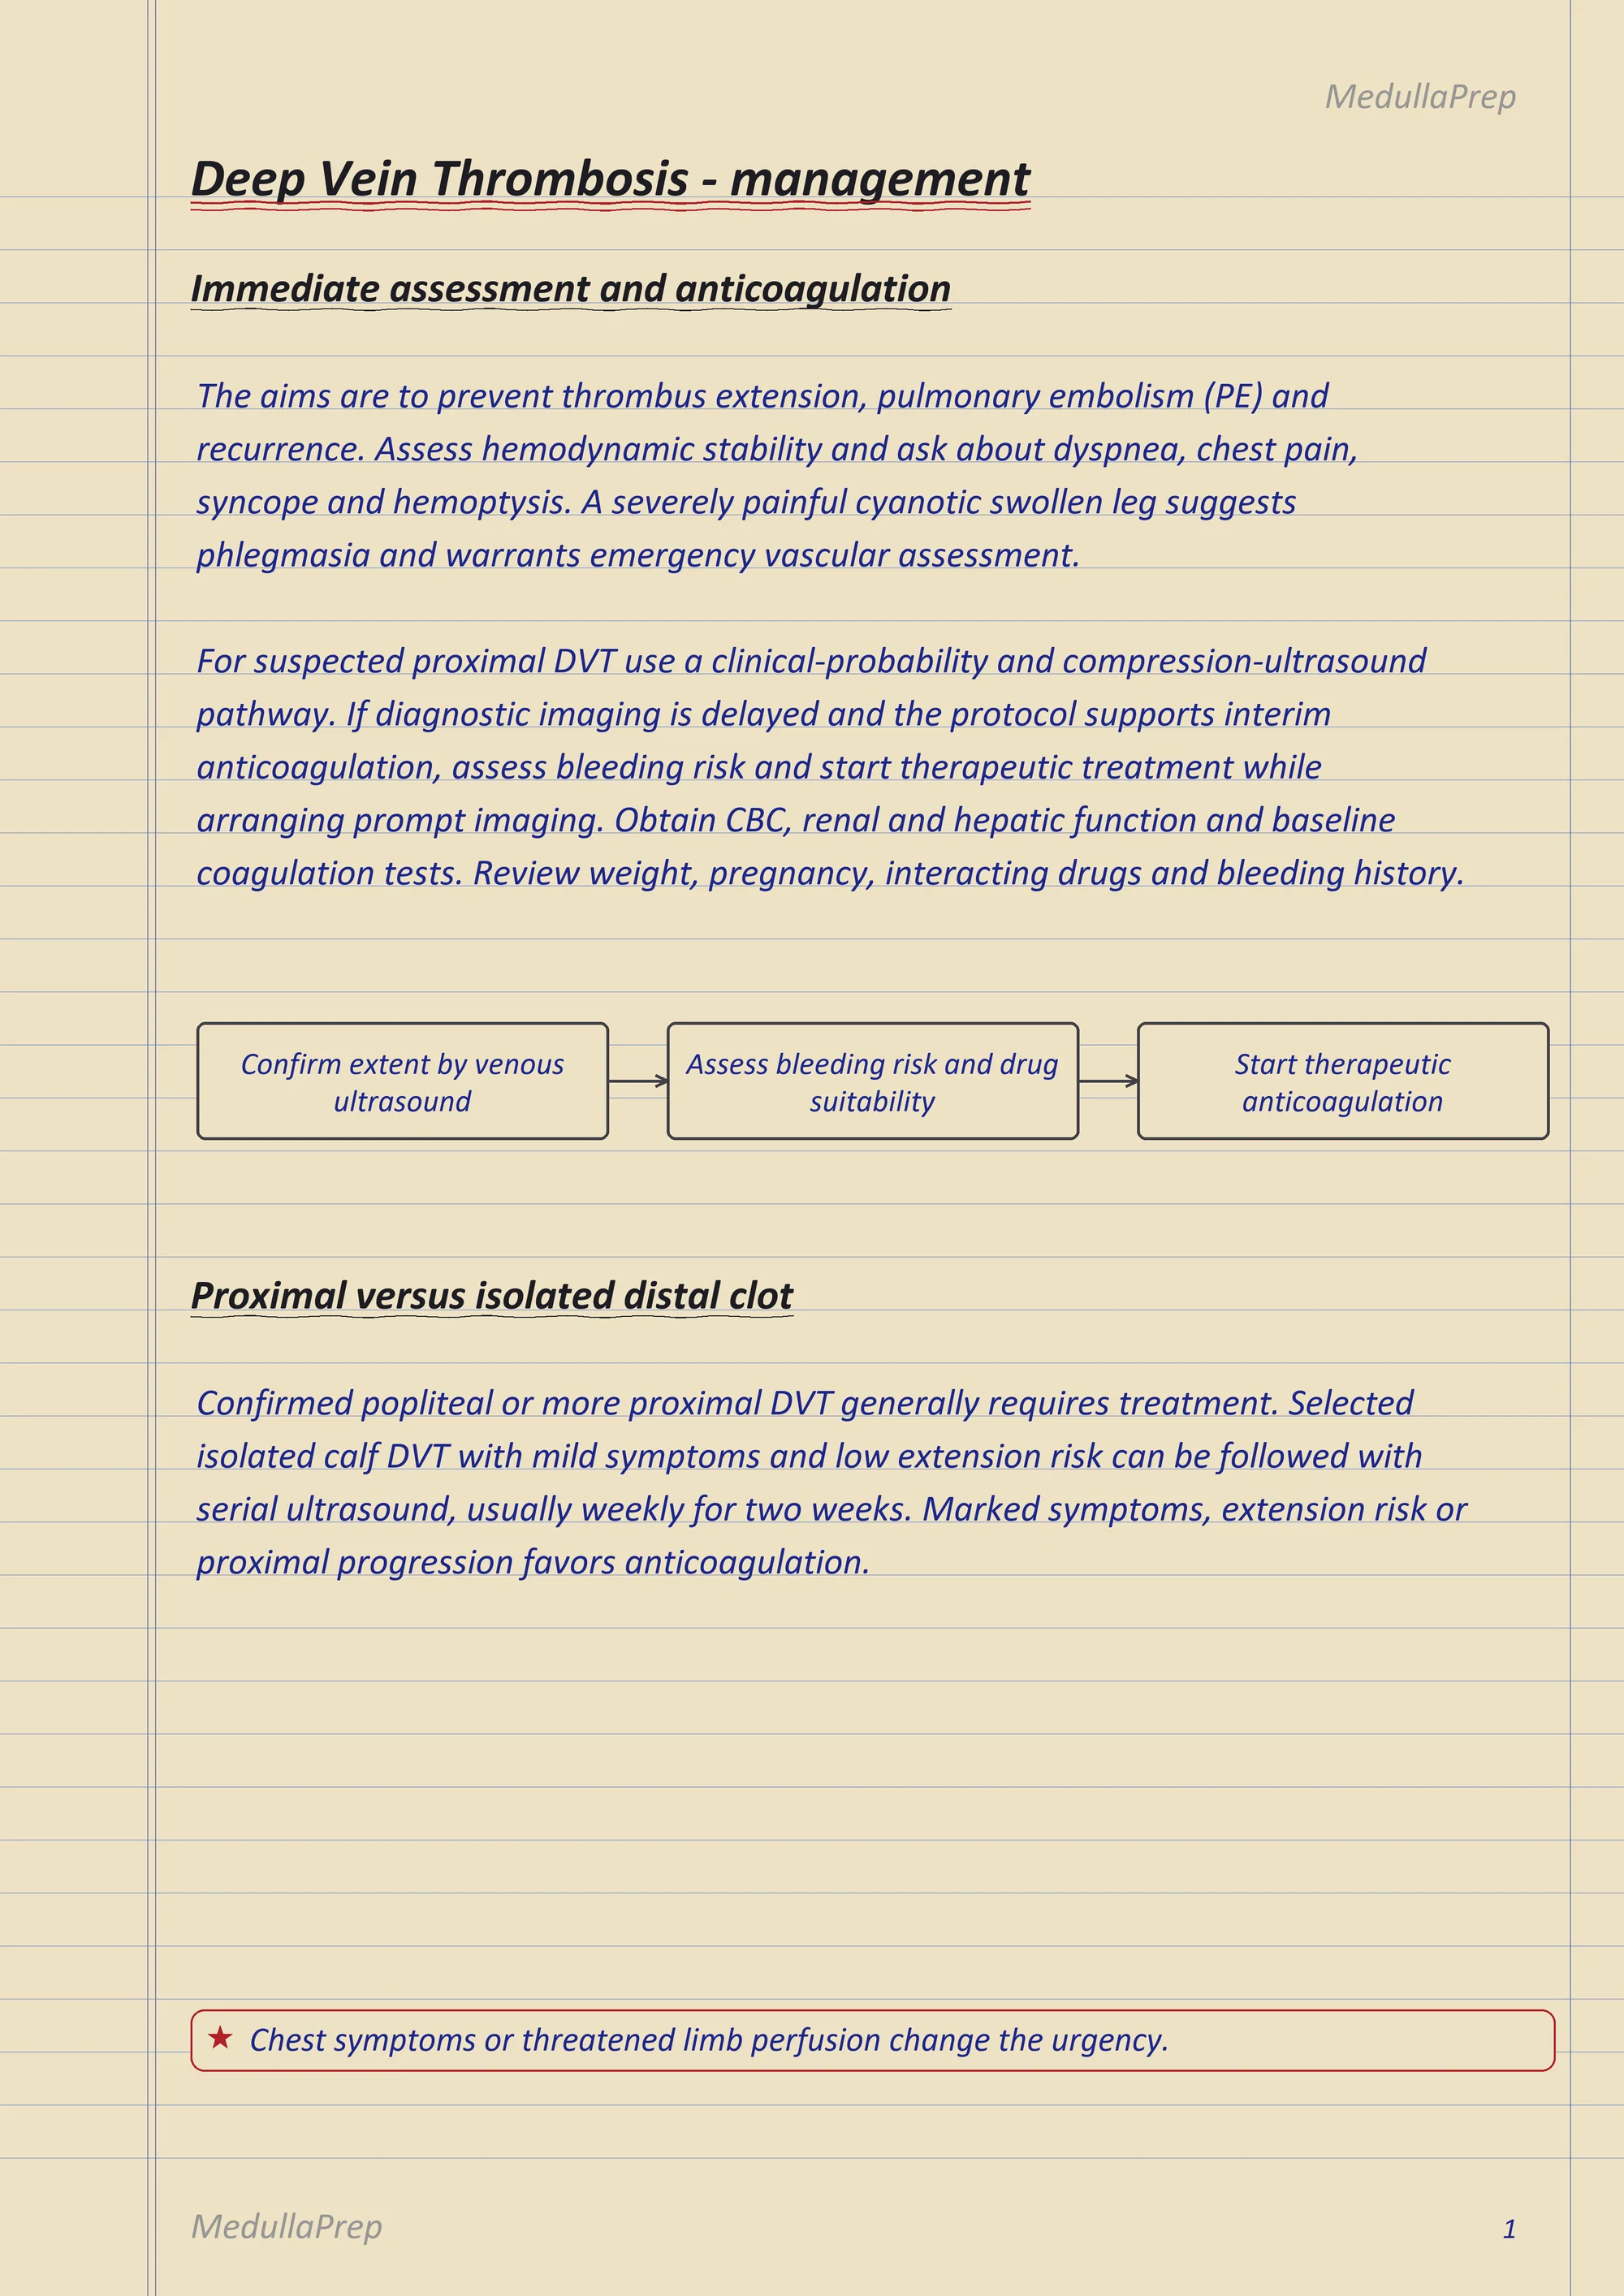 MedullaPrep
Deep Vein Thrombosis - management
Immediate assessment and anticoagulation
The aims are to prevent thrombus extension, pulmonary embolism (PE) and
recurrence. Assess hemodynamic stability and ask about dyspnea, chest pain,
syncope and hemoptysis. A severely painful cyanotic swollen leg suggests
phlegmasia and warrants emergency vascular assessment.
For suspected proximal DVT use a clinical-probability and compression-ultrasound
pathway. If diagnostic imaging is delayed and the protocol supports interim
anticoagulation, assess bleeding risk and start therapeutic treatment while
arranging prompt imaging. Obtain CBC, renal and hepatic function and baseline
coagulation tests. Review weight, pregnancy, interacting drugs and bleeding history.
Confirm extent by venous
ultrasound
Assess bleeding risk and drug
suitability
Start therapeutic
anticoagulation
Proximal versus isolated distal clot
Confirmed popliteal or more proximal DVT generally requires treatment. Selected
isolated calf DVT with mild symptoms and low extension risk can be followed with
serial ultrasound, usually weekly for two weeks. Marked symptoms, extension risk or
proximal progression favors anticoagulation.
★ Chest symptoms or threatened limb perfusion change the urgency.
MedullaPrep
1